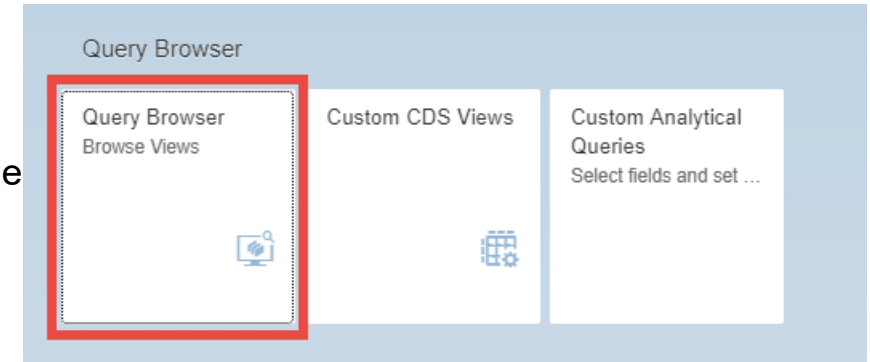 Query Browser
Query Browser
Browse Views
Custom CDS Views
Custom Analytical
Queries
Select fields and set ...
e